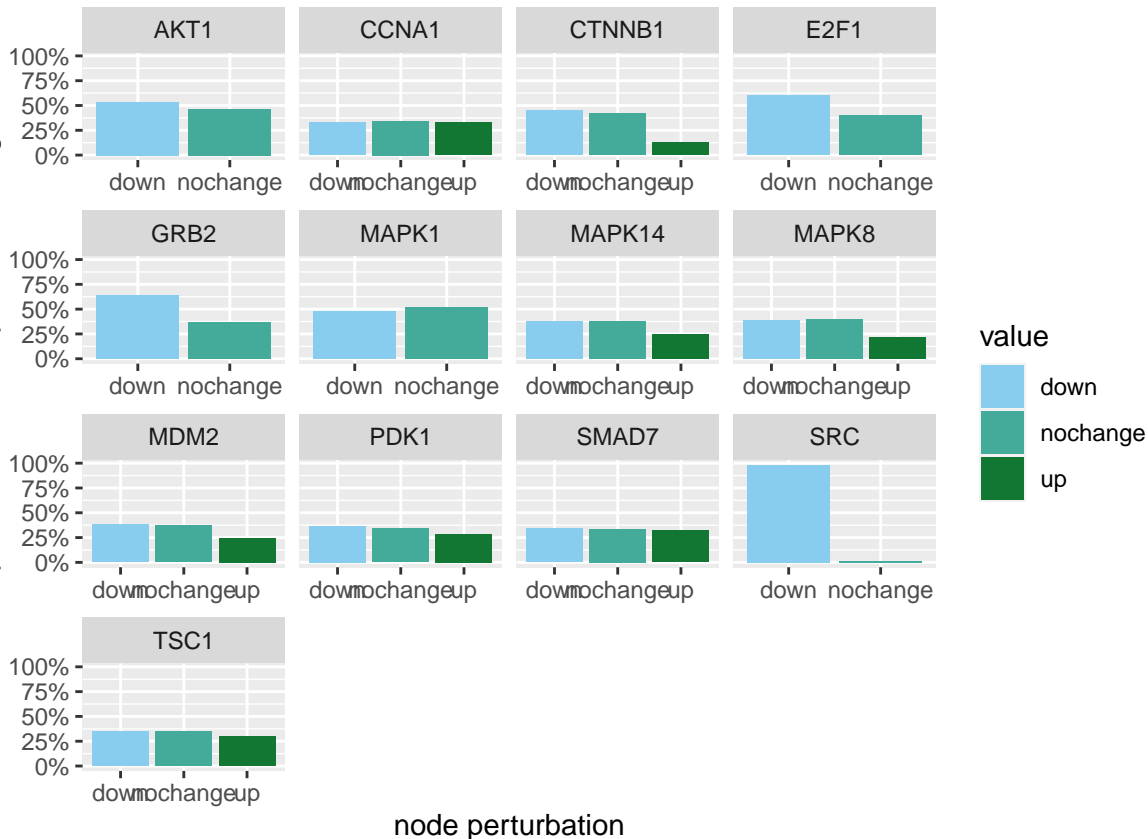 AKT1 CCNA1 CTNNB1 E2F1
100%
75%
50%
25%
0%
down nochange down nochange up down nochange up down nochange
GRB2 MAPK1 MAPK14 MAPK8
100%
75%
50%
25%
0%
down nochange down nochange down nochange up down nochange up
MDM2 PDK1 SMAD7 SRC
100%
75%
50%
25%
0%
down nochange up down nochange up down nochange up down nochange
TSC1
100%
75%
50%
25%
0%
down nochange up
node perturbation
value
down
nochange
up